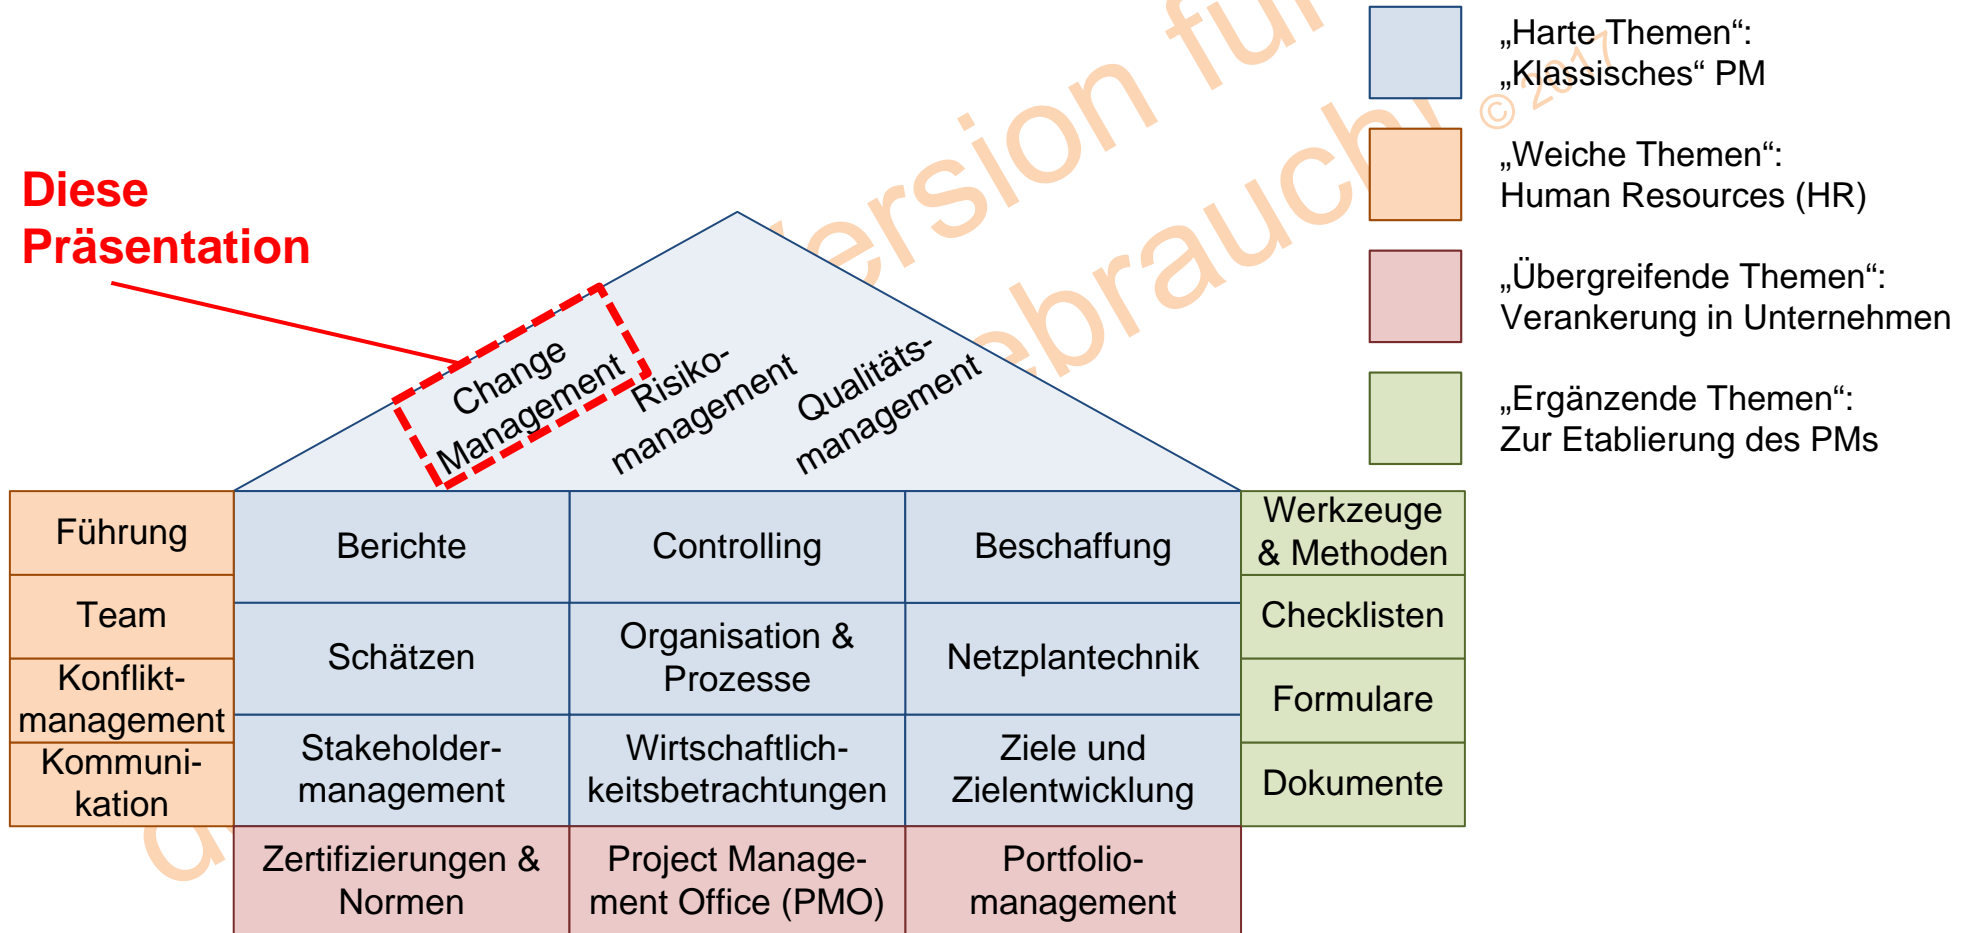 „Harte Themen“:
„Klassisches“ PM
„Weiche Themen“:
Human Resources (HR)
„Übergreifende Themen“:
Verankerung in Unternehmen
„Ergänzende Themen“:
Zur Etablierung des PMs
© 2017
Diese
Präsentation
Change
Management
Risiko-
management
Qualitäts-
management
Führung
Team
Konflikt-
management
Kommuni-
kation
Berichte
Controlling
Beschaffung
Schätzen
Organisation &
Prozesse
Netzplantechnik
Stakeholder-
management
Wirtschaftlich-
keitsbetrachtungen
Ziele und
Zielentwicklung
Zertifizierungen &
Normen
Project Manage-
ment Office (PMO)
Portfolio-
management
Werkzeuge
& Methoden
Checklisten
Formulare
Dokumente